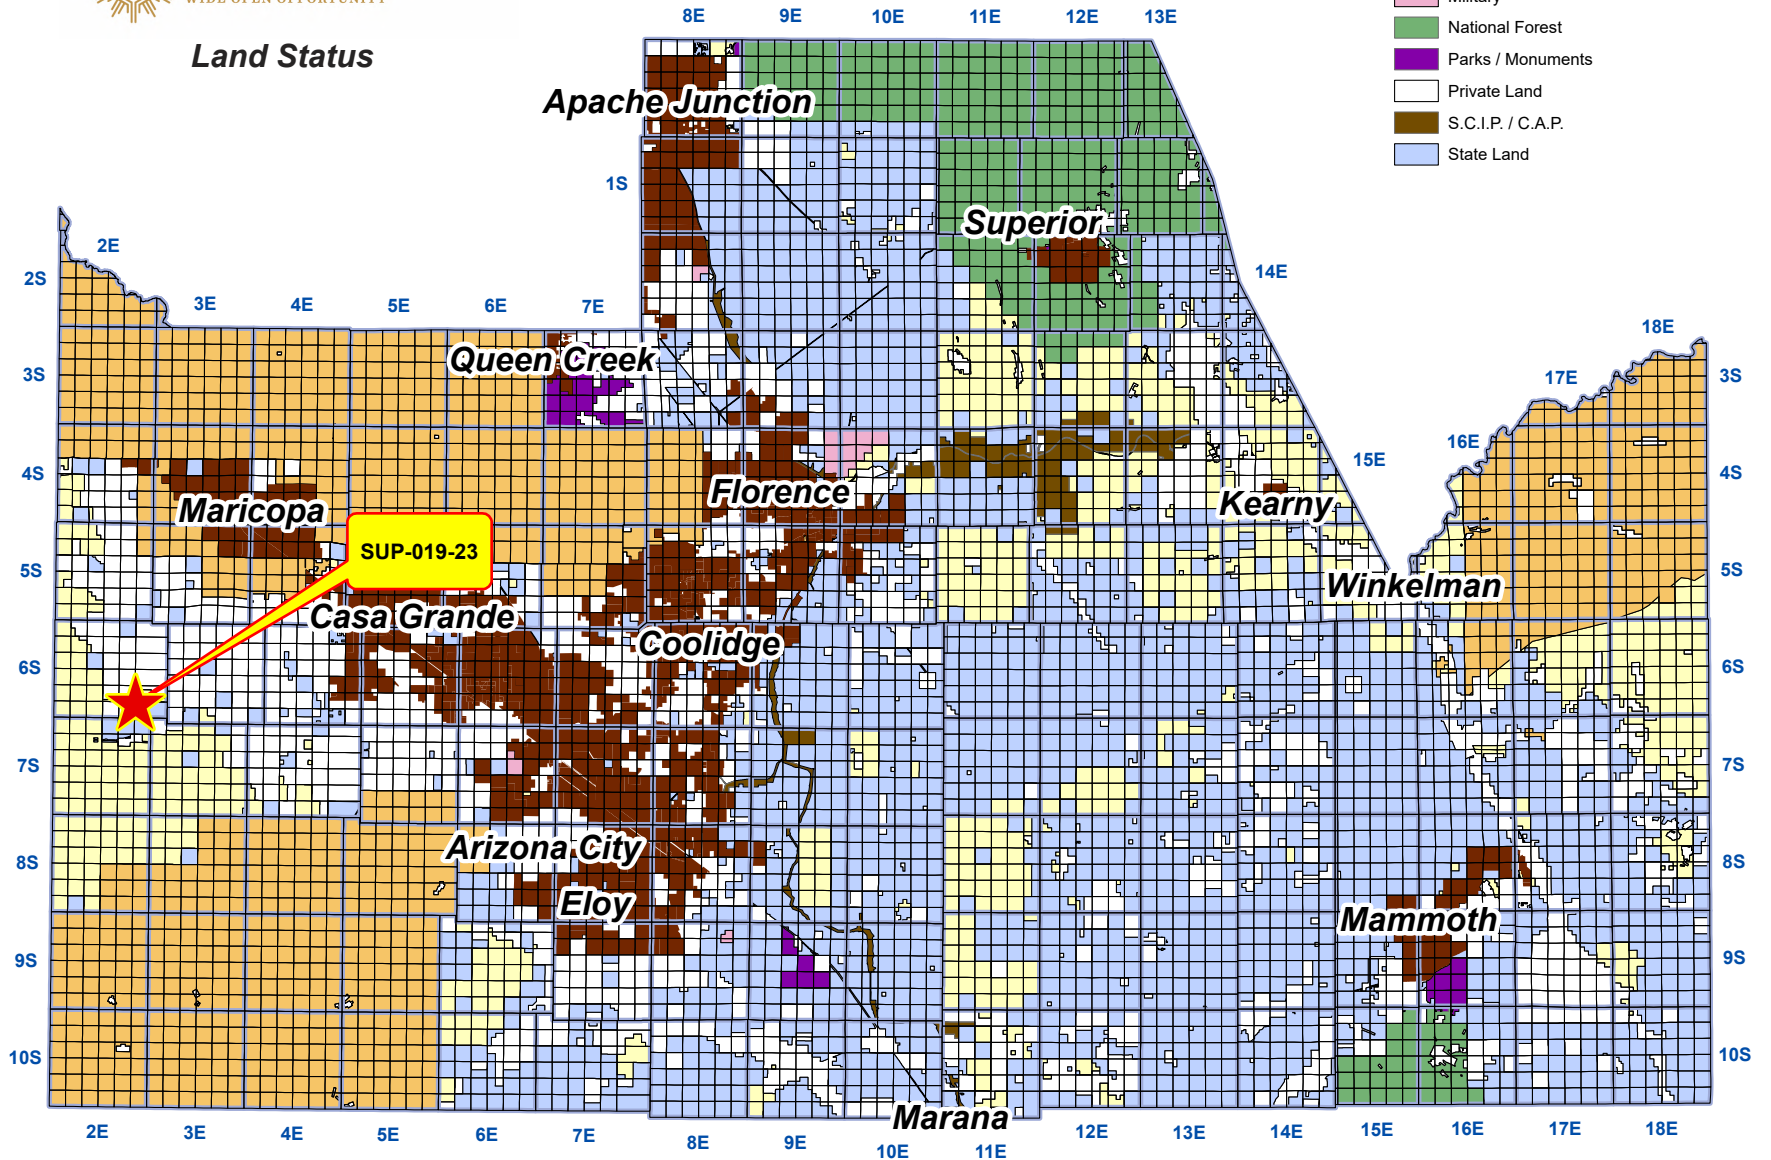 WIDE OPEN OPPORTUNITY
Land Status
Military
National Forest
Parks / Monuments
Private Land
S.C.I.P. / C.A.P.
State Land
8E 9E 10E 11E 12E 13E
Apache Junction
1S
Superior
2E
2S
14E
3E 4E 5E 6E 7E
18E
Queen Creek
3S
17E
3S
16E
15E
4S
4S
Florence
Kearny
Maricopa
SUP-019-23
5S
5S
Winkelman
Casa Grande
Coolidge
6S
6S
7S
7S
Arizona City
8S
8S
Eloy
Mammoth
9S
9S
10S
10S
Marana
2E 3E 4E 5E 6E 7E 8E 9E 10E 11E 12E 13E 14E 15E 16E 17E 18E